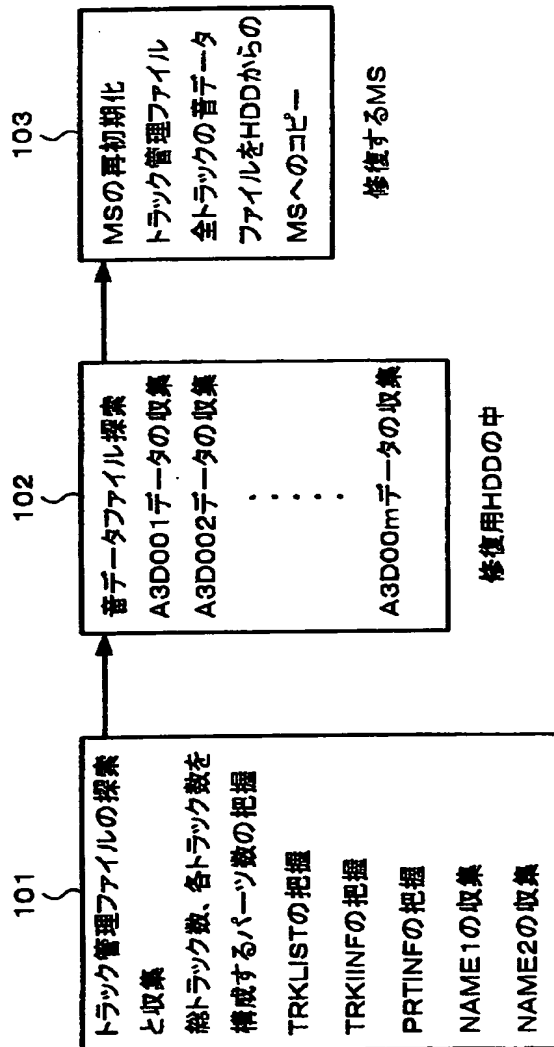 101
トラック管理ファイルの探索
と収集
総トラック数、各トラック数を
構成するパーツ数の把握
TRKLISTの把握
TRKIINFの把握
PRTINFの把握
NAME1の収集
NAME2の収集
102
音データファイル探索
A3D001データの収集
A3D002データの収集
・・・・・
A3D00mデータの収集
修復用HDDの中
103
MSの再初期化
トラック管理ファイル
全トラックの音データ
ファイルをHDDからの
MSへのコピー
修復するMS